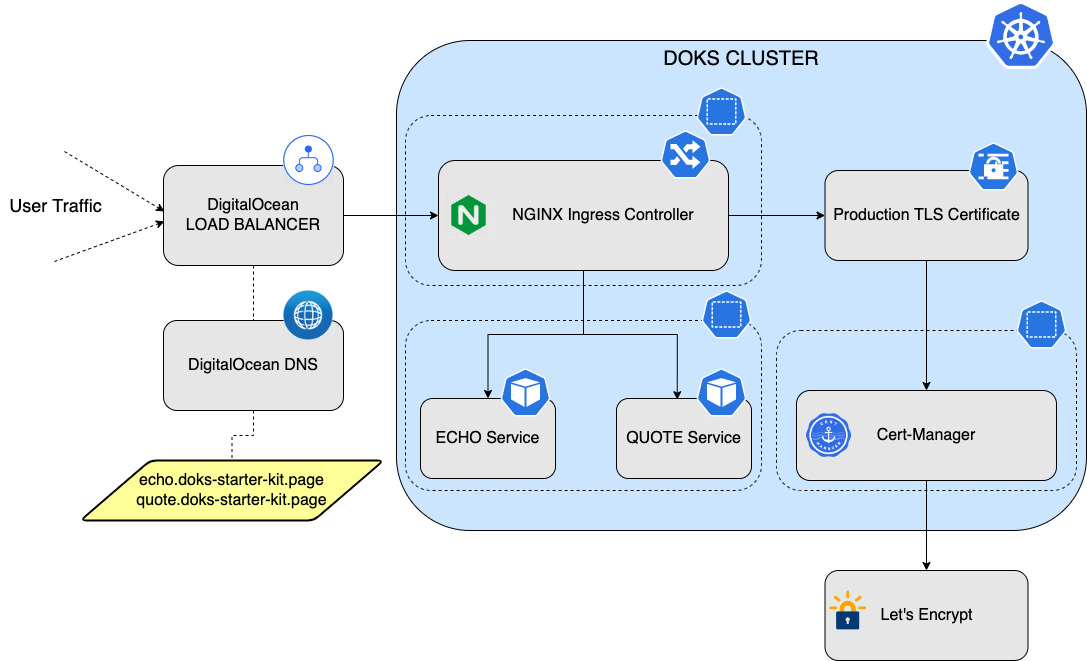 DOKS CLUSTER
User Traffic
DigitalOcean
LOAD BALANCER
NGINX Ingress Controller
Production TLS Certificate
DigitalOcean DNS
ECHO Service
QUOTE Service
Cert-Manager
echo.doks-starter-kit.page
quote.doks-starter-kit.page
Let's Encrypt